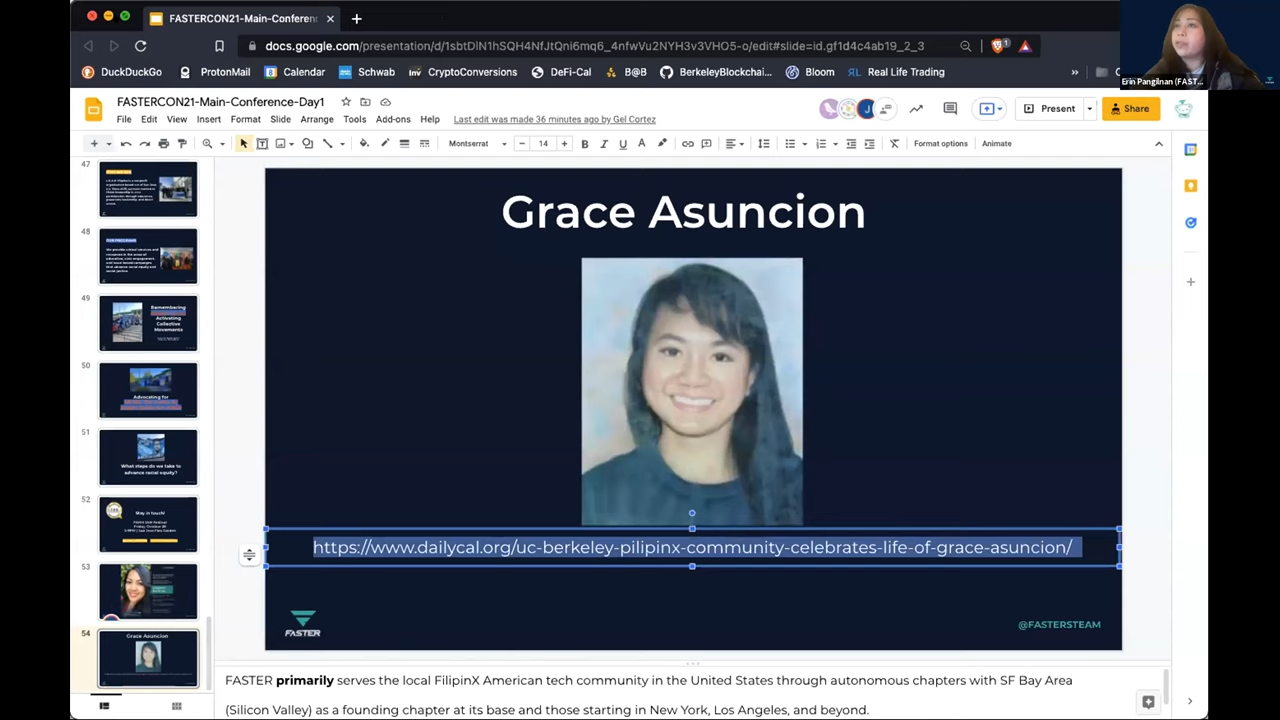 FASTERCON21-Main-Conferenc
docs.google.com/presentation/d/1sbtDlN1hSQH4NfJtQni6mq6_4nfwVu2NYH3v3VHO5-o/edit#slide=id.gf1d4c4ab19_2_3
1
DuckDuckGo ProtonMail Calendar Schwab CryptoConversions DeFi-Cal B@B BerkeleyBlockchai... Bloom Real Life Trading » C
Erin Pangilnan (FAST...
FASTERCON21-Main-Conference-Day1
File Edit View Insert Format Slide Arrange Tools Add-ons Help Last edit was made 36 minutes ago by Gel Cortez
Present Share
Montserrat 14 B I U A Format options Animate
47
48
49
Remembering
Activating
Collective
Movements
50
Advocating for
51
What steps do we take to
advance racial equity?
52
Stay in touch!
53
54
Grace Asuncion
Grace Asuncion
https://www.dailycal.org/uc-berkeley-pilipinx-community-celebrates-life-of-grace-asuncion/
FASTER
@FASTERSTEAM
FASTER primarily serves the local FilipinX American tech community in the United States through autonomous chapters with SF Bay Area
(Silicon Valley) as a founding chapter at its base and those starting in New York, Los Angeles, and beyond.